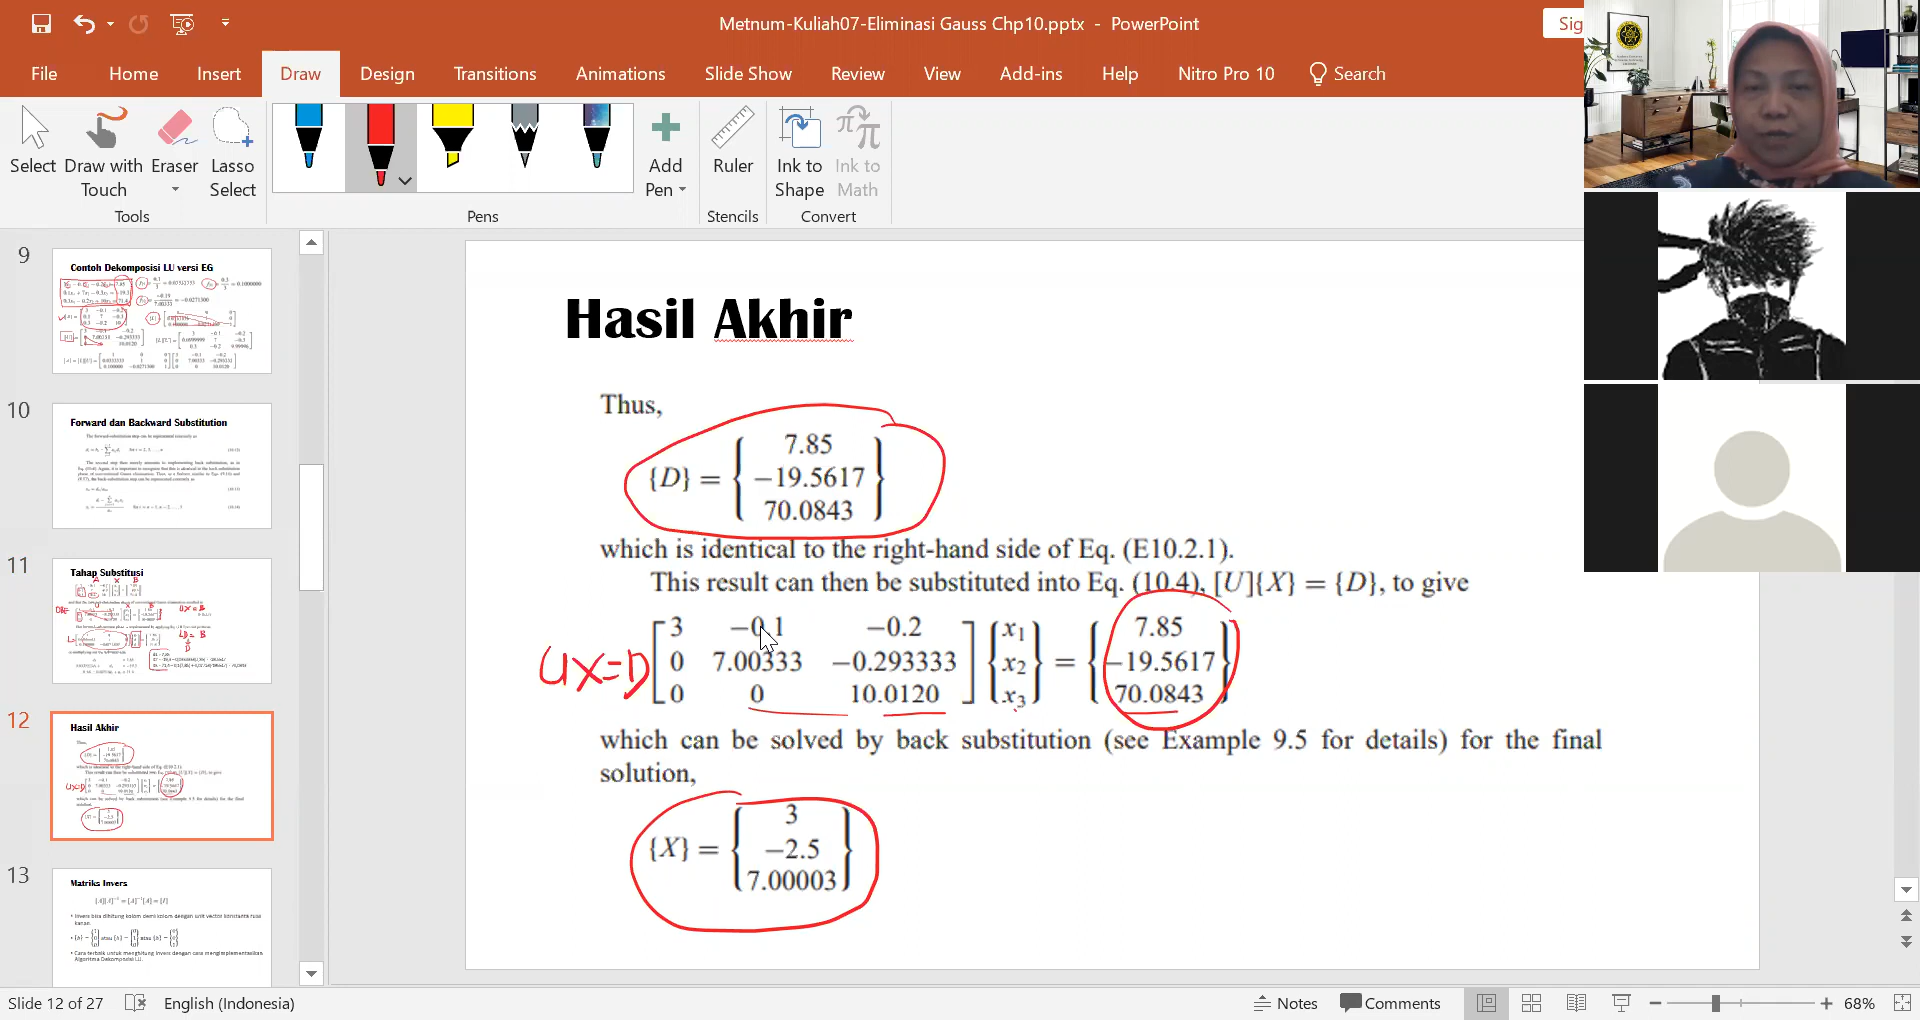 Metnum-Kuliah07-Eliminasi Gauss Chp10.pptx - PowerPoint
Sig
File Home Insert Draw Design Transitions Animations Slide Show Review View Add-ins Help Nitro Pro 10 Search
Select Draw with Touch Eraser Lasso Select
Add Pen Ruler Ink to Shape Ink to Math
Tools Pens Stencils Convert
9
Contoh Dekomposisi LU versi EG
10
Forward dan Backward Substitution
11
Tahap Substitusi
12
Hasil Akhir
13
Matriks Invers
[A][A]⁻¹ = [A]⁻¹[A] = [I]
Hasil Akhir
Thus,
{D} = { 7.85
−19.5617
70.0843 }
which is identical to the right-hand side of Eq. (E10.2.1).
This result can then be substituted into Eq. (10.4), [U]{X} = {D}, to give
UX=D [ 3 −0.1 −0.2 ] { x₁ } = { 7.85 }
0 7.00333 −0.293333 x₂ −19.5617
0 0 10.0120 x₃ 70.0843
which can be solved by back substitution (see Example 9.5 for details) for the final
solution,
{X} = { 3
−2.5
7.00003 }
Slide 12 of 27 English (Indonesia) Notes Comments 68%